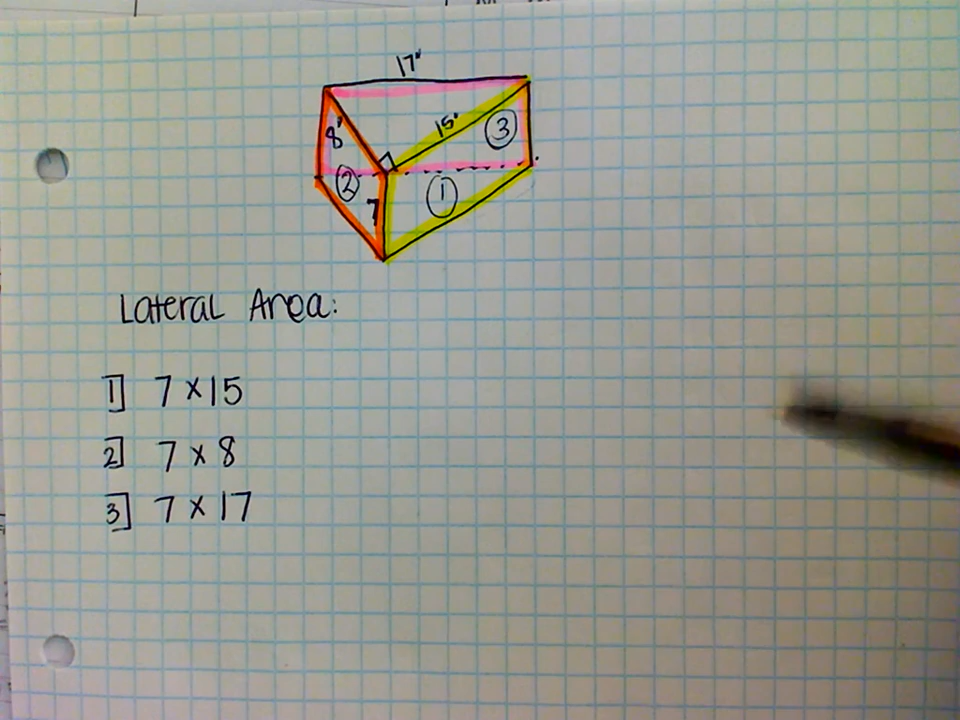 17'
8'
15'
3
2
1
7
Lateral Area:
1] 7 x 15
2] 7 x 8
3] 7 x 17